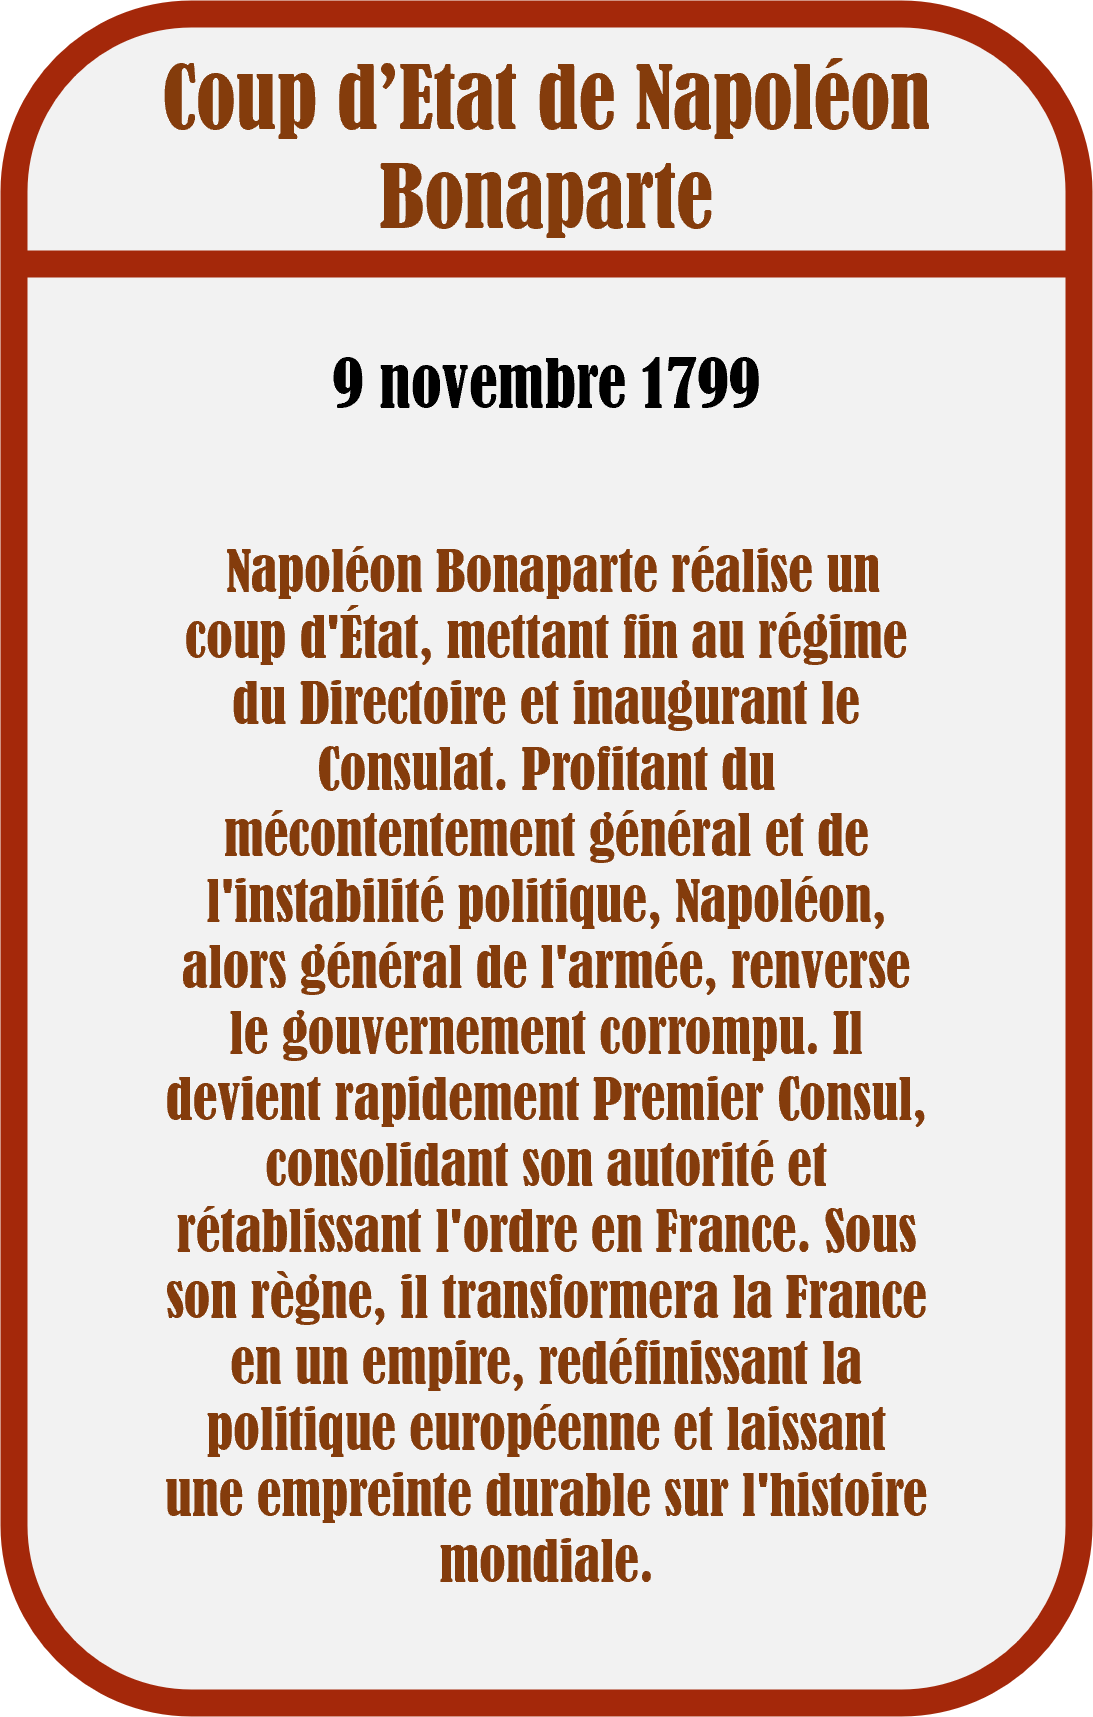 Coup d’Etat de Napoléon
Bonaparte
9 novembre 1799
Napoléon Bonaparte réalise un
coup d'État, mettant fin au régime
du Directoire et inaugurant le
Consulat. Profitant du
mécontentement général et de
l'instabilité politique, Napoléon,
alors général de l'armée, renverse
le gouvernement corrompu. Il
devient rapidement Premier Consul,
consolidant son autorité et
rétablissant l'ordre en France. Sous
son règne, il transformera la France
en un empire, redéfinissant la
politique européenne et laissant
une empreinte durable sur l'histoire
mondiale.